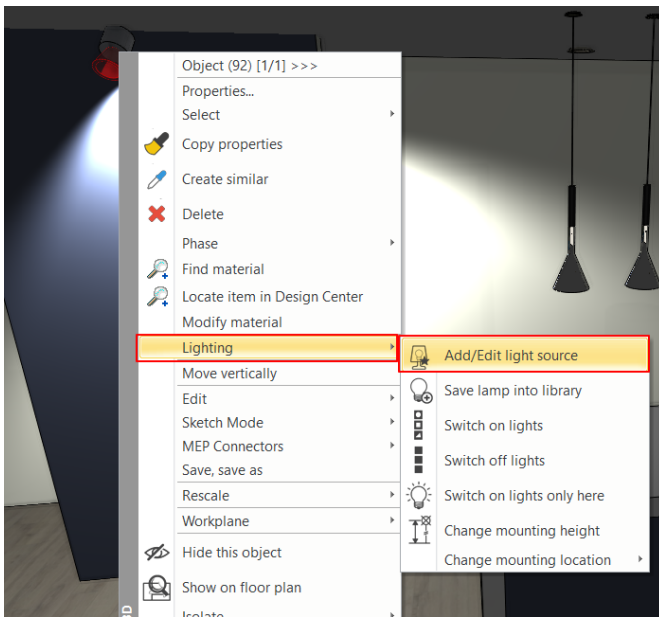 Object (92) [1/1] >>>
Properties...
Select
Copy properties
Create similar
Delete
Phase
Find material
Locate item in Design Center
Modify material
Lighting
Move vertically
Edit
Sketch Mode
MEP Connectors
Save, save as
Rescale
Workplane
Hide this object
Show on floor plan
Isolate
Add/Edit light source
Save lamp into library
Switch on lights
Switch off lights
Switch on lights only here
Change mounting height
Change mounting location
3D